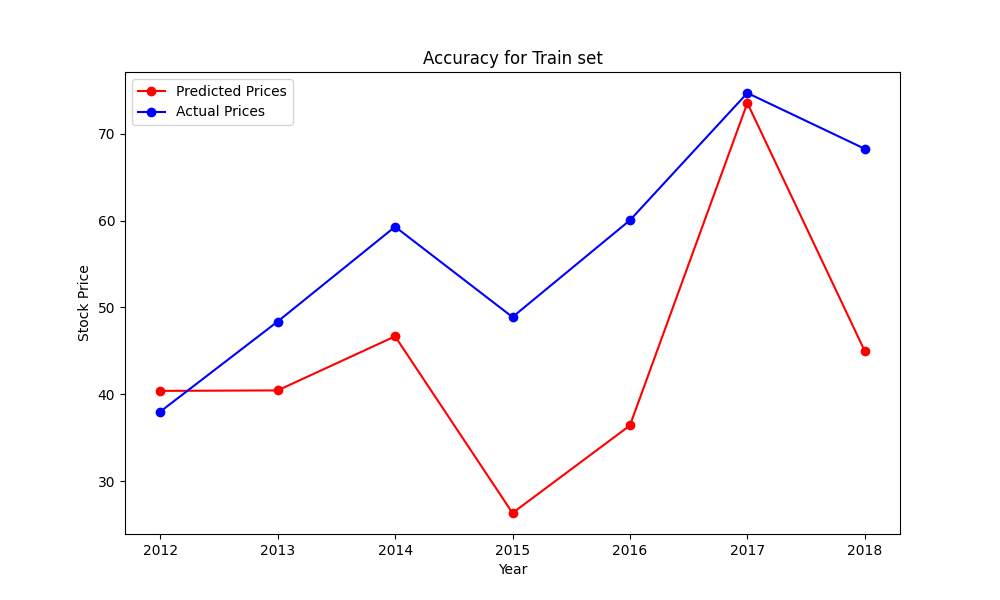 Accuracy for Train set
Predicted Prices
Actual Prices
70
60
50
40
30
Stock Price
2012 2013 2014 2015 2016 2017 2018
Year